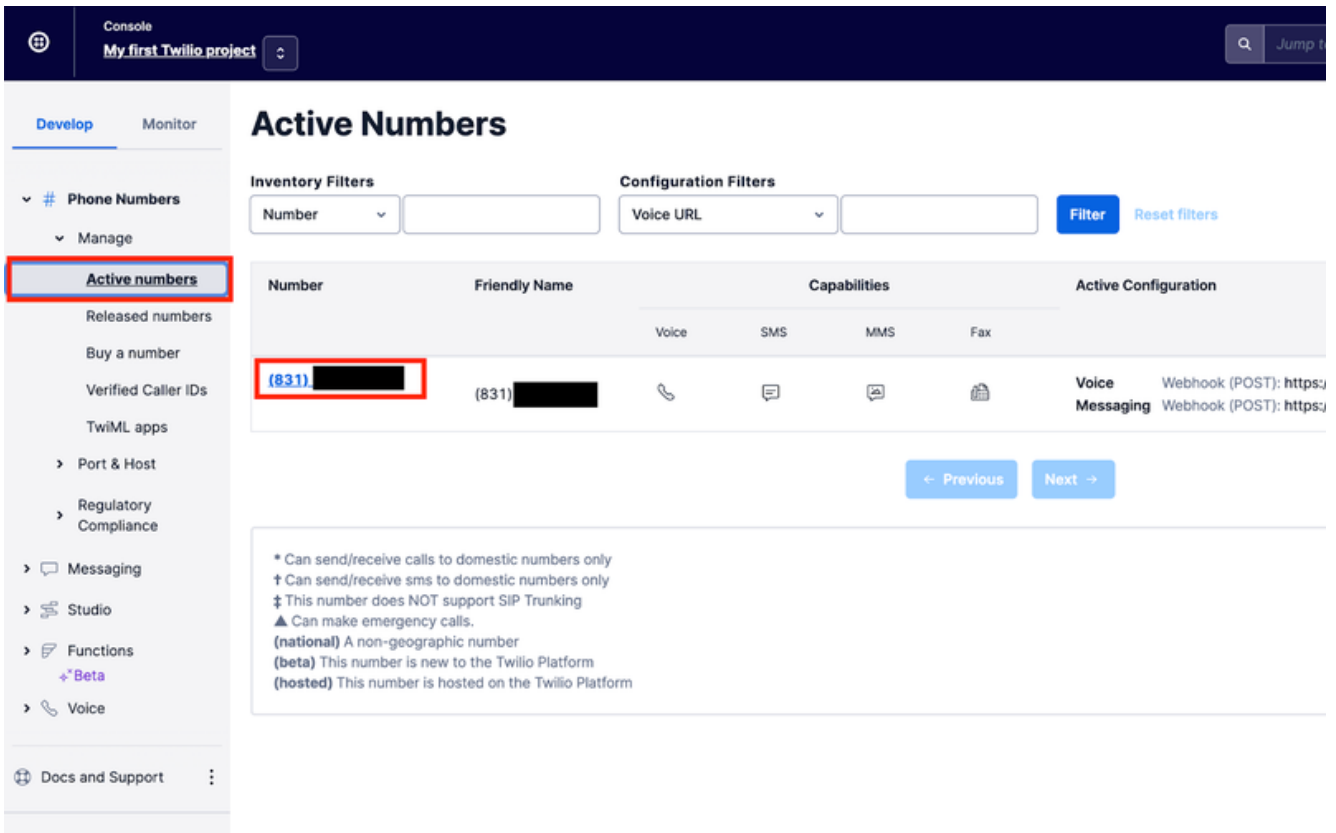 Console
My first Twilio project
Jump to
Develop Monitor
Active Numbers
Phone Numbers
Manage
Active numbers
Released numbers
Buy a number
Verified Caller IDs
TwiML apps
Port & Host
Regulatory
Compliance
Messaging
Studio
Functions
Beta
Voice
Docs and Support
Inventory Filters Configuration Filters
Number Voice URL Filter Reset filters
Number Friendly Name Capabilities Active Configuration
Voice SMS MMS Fax
(831) (831) Voice Webhook (POST): https:/
Messaging Webhook (POST): https:/
← Previous Next →
* Can send/receive calls to domestic numbers only
† Can send/receive sms to domestic numbers only
‡ This number does NOT support SIP Trunking
▲ Can make emergency calls.
(national) A non-geographic number
(beta) This number is new to the Twilio Platform
(hosted) This number is hosted on the Twilio Platform